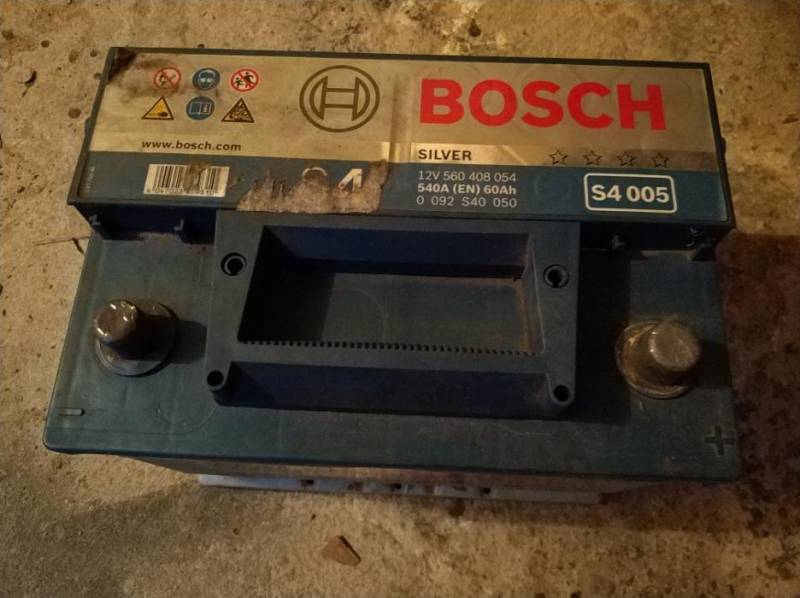 BOSCH
www.bosch.com
SILVER
12V 560 408 054
540A (EN) 60Ah
0 092 S40 050
S4 005
-
+